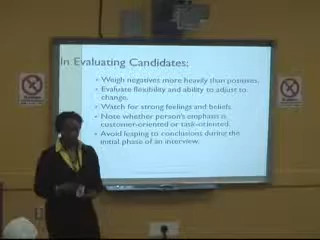 In Evaluating Candidates:
Weigh negatives more heavily than positives.
Evaluate flexibility and ability to adjust to
change.
Watch for strong feelings and beliefs.
Note whether person's emphasis is
customer-oriented or task-oriented.
Avoid leaping to conclusions during the
initial phase of an interview.